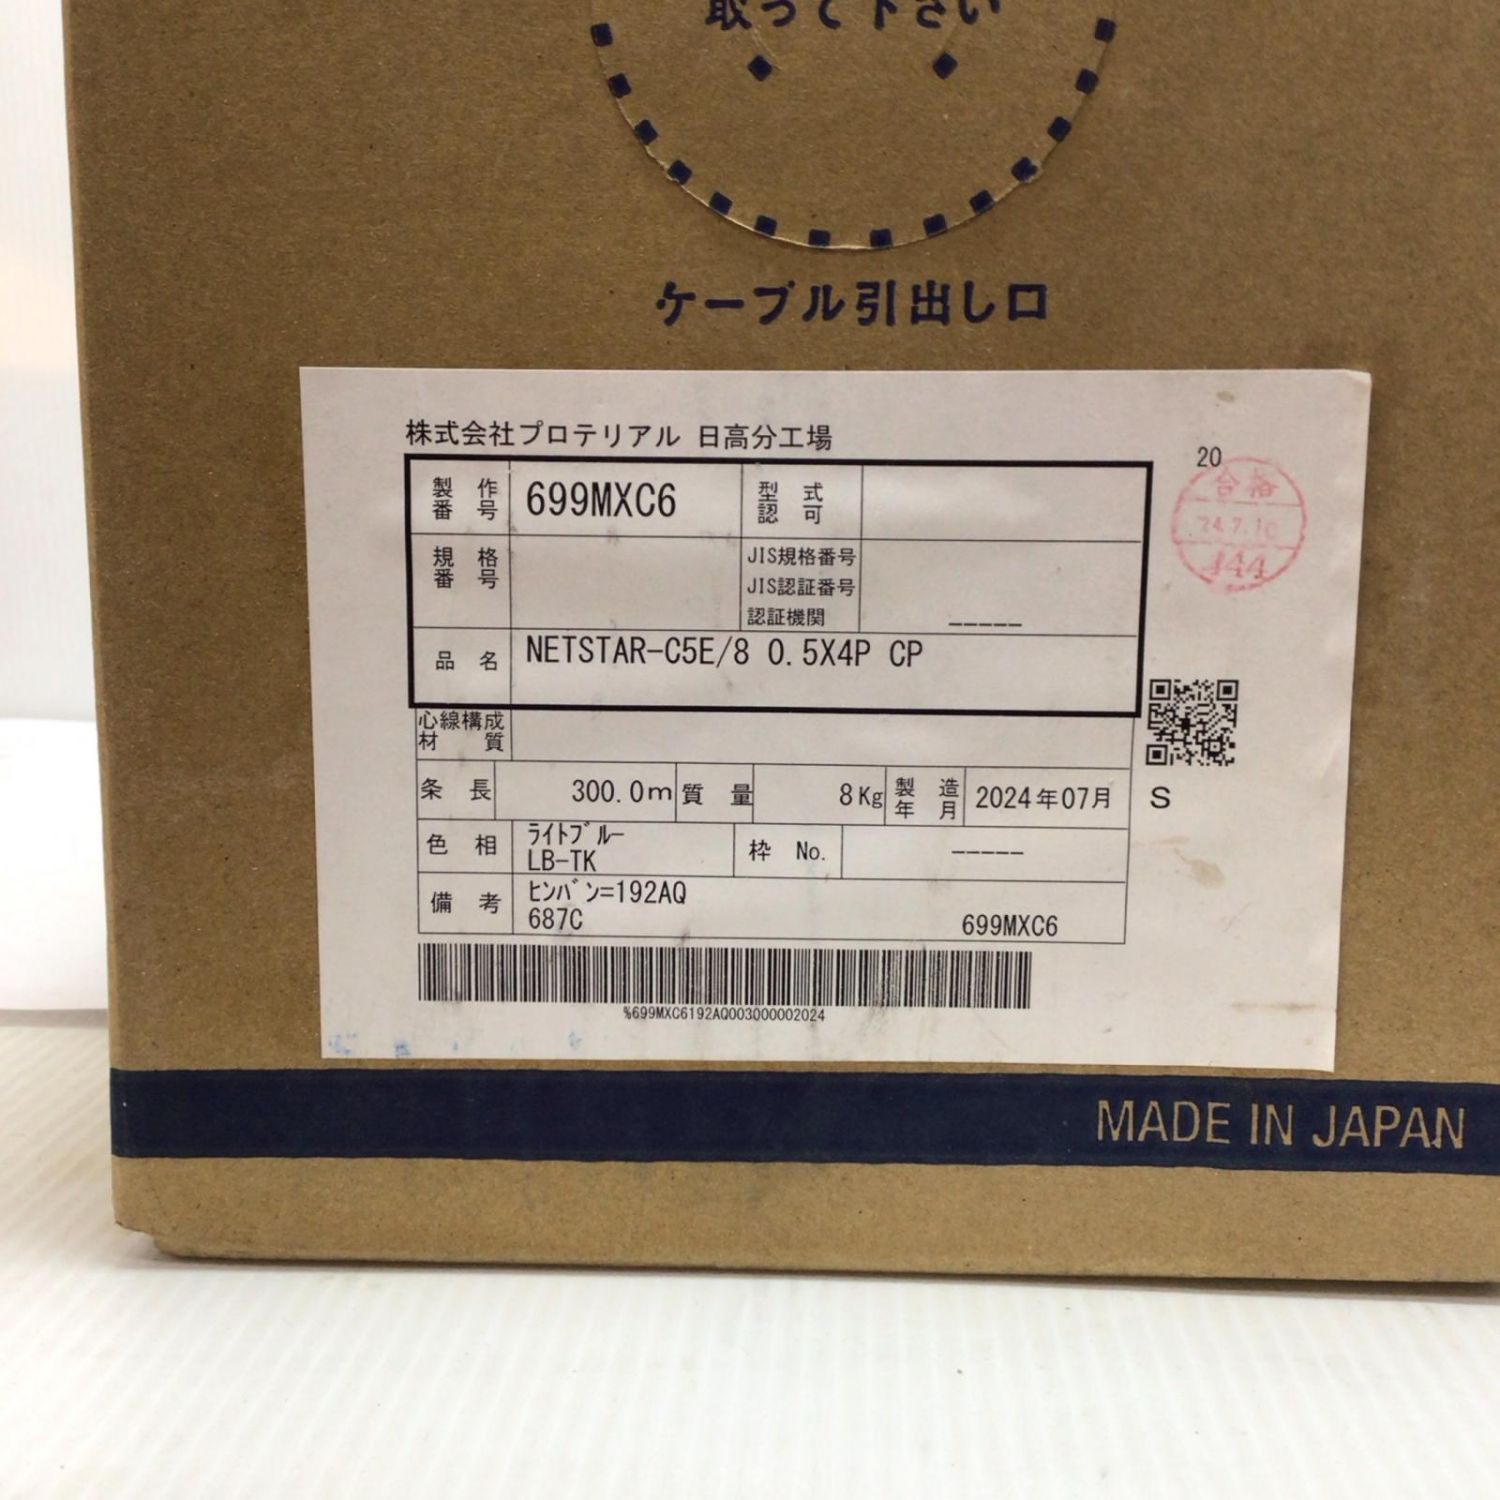 取って下さい
ケーブル引出し口
株式会社プロテリアル 日高分工場
20
合格
'24.7.10
444
製作番号 699MXC6 型式認可
規格番号 JIS規格番号
JIS認証番号
認証機関 -----
品名 NETSTAR-C5E/8 0.5X4P CP
心線構成
材質
条長 300.0m 質量 8Kg 製造年月 2024年07月 S
色相 ライトブルー
LB-TK 枠 No. -----
備考 ヒンバン=192AQ
687C 699MXC6
%699MXC6192AQ003000002024
MADE IN JAPAN